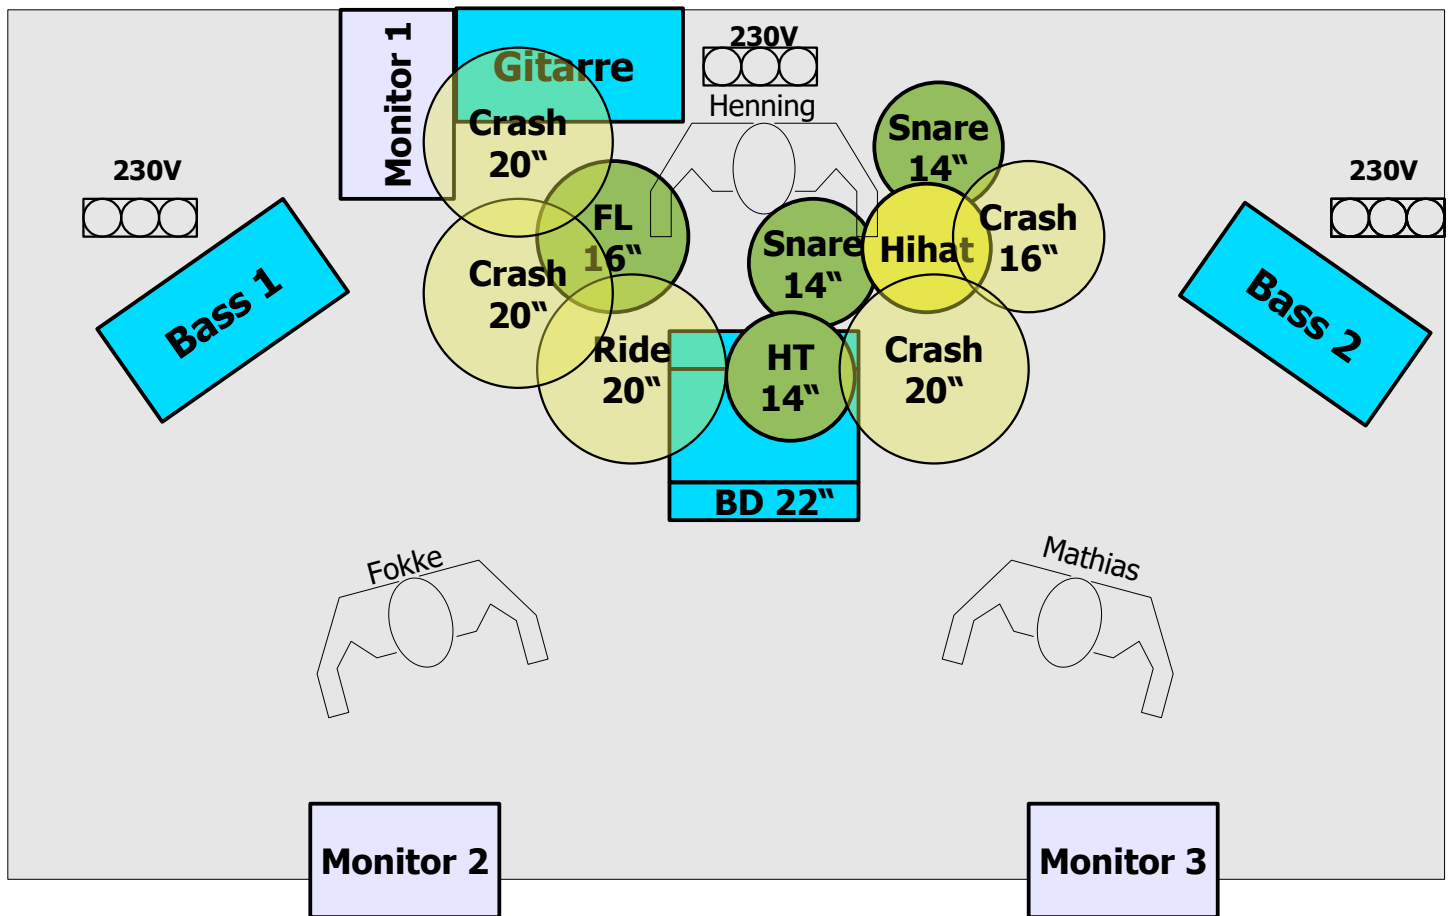 230V
Monitor 1
Gitarre
Henning
Crash
20“
Snare
14“
230V
230V
FL
16“
Crash
16“
Snare
14“
Hihat
Crash
20“
Bass 1
Bass 2
Ride
20“
HT
14“
Crash
20“
BD 22“
Fokke
Mathias
Monitor 2
Monitor 3